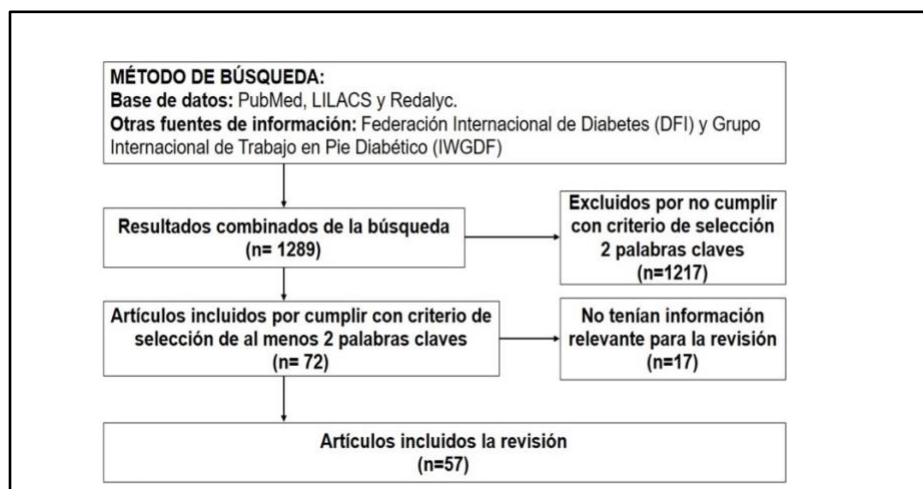 MÉTODO DE BÚSQUEDA:
Base de datos: PubMed, LILACS y Redalyc.
Otras fuentes de información: Federación Internacional de Diabetes (DFI) y Grupo
Internacional de Trabajo en Pie Diabético (IWGDF)
Resultados combinados de la búsqueda
(n= 1289)
Excluidos por no cumplir
con criterio de selección
2 palabras claves
(n=1217)
Artículos incluidos por cumplir con criterio de
selección de al menos 2 palabras claves
(n= 72)
No tenían información
relevante para la revisión
(n=17)
Artículos incluidos la revisión
(n=57)